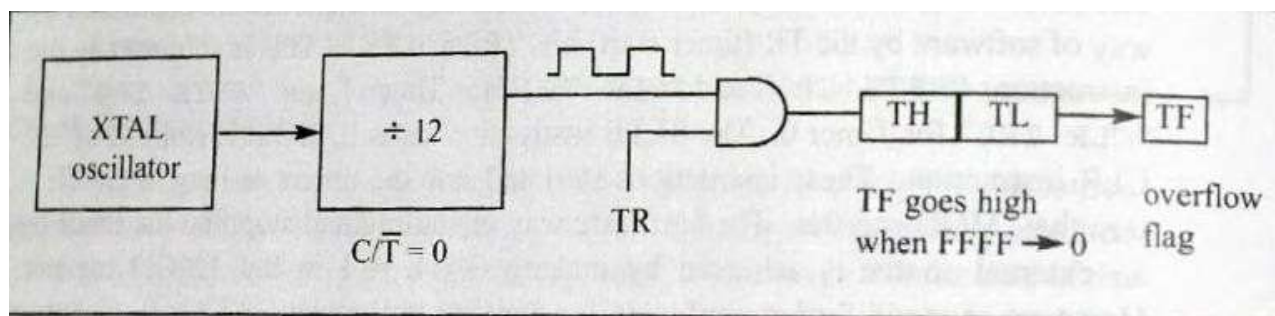 XTAL
oscillator
÷ 12
C/T̅ = 0
TR
TH TL
TF
TF goes high
when FFFF → 0
overflow
flag